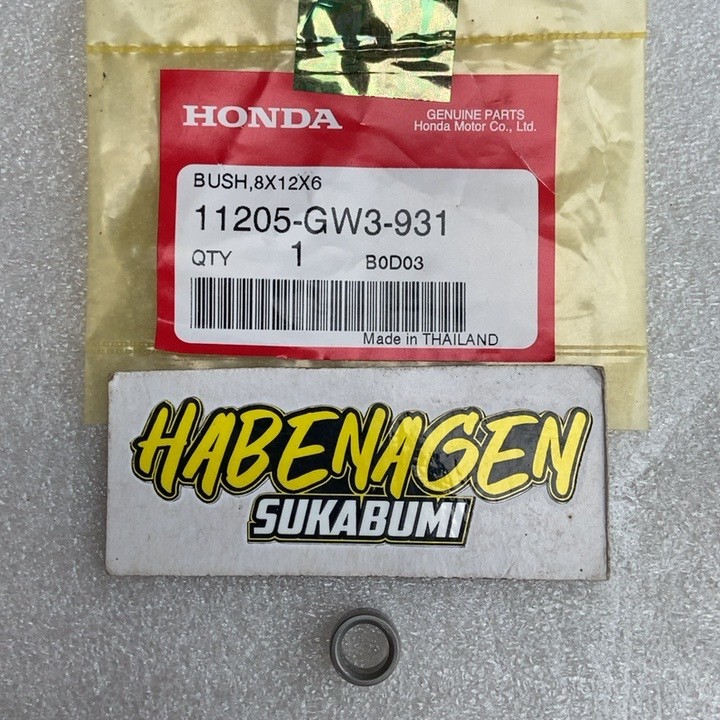 HONDA
GENUINE PARTS
Honda Motor Co., Ltd.
BUSH,8X12X6
11205-GW3-931
QTY 1 B0D03
Made in THAILAND
HABENAGEN
SUKABUMI